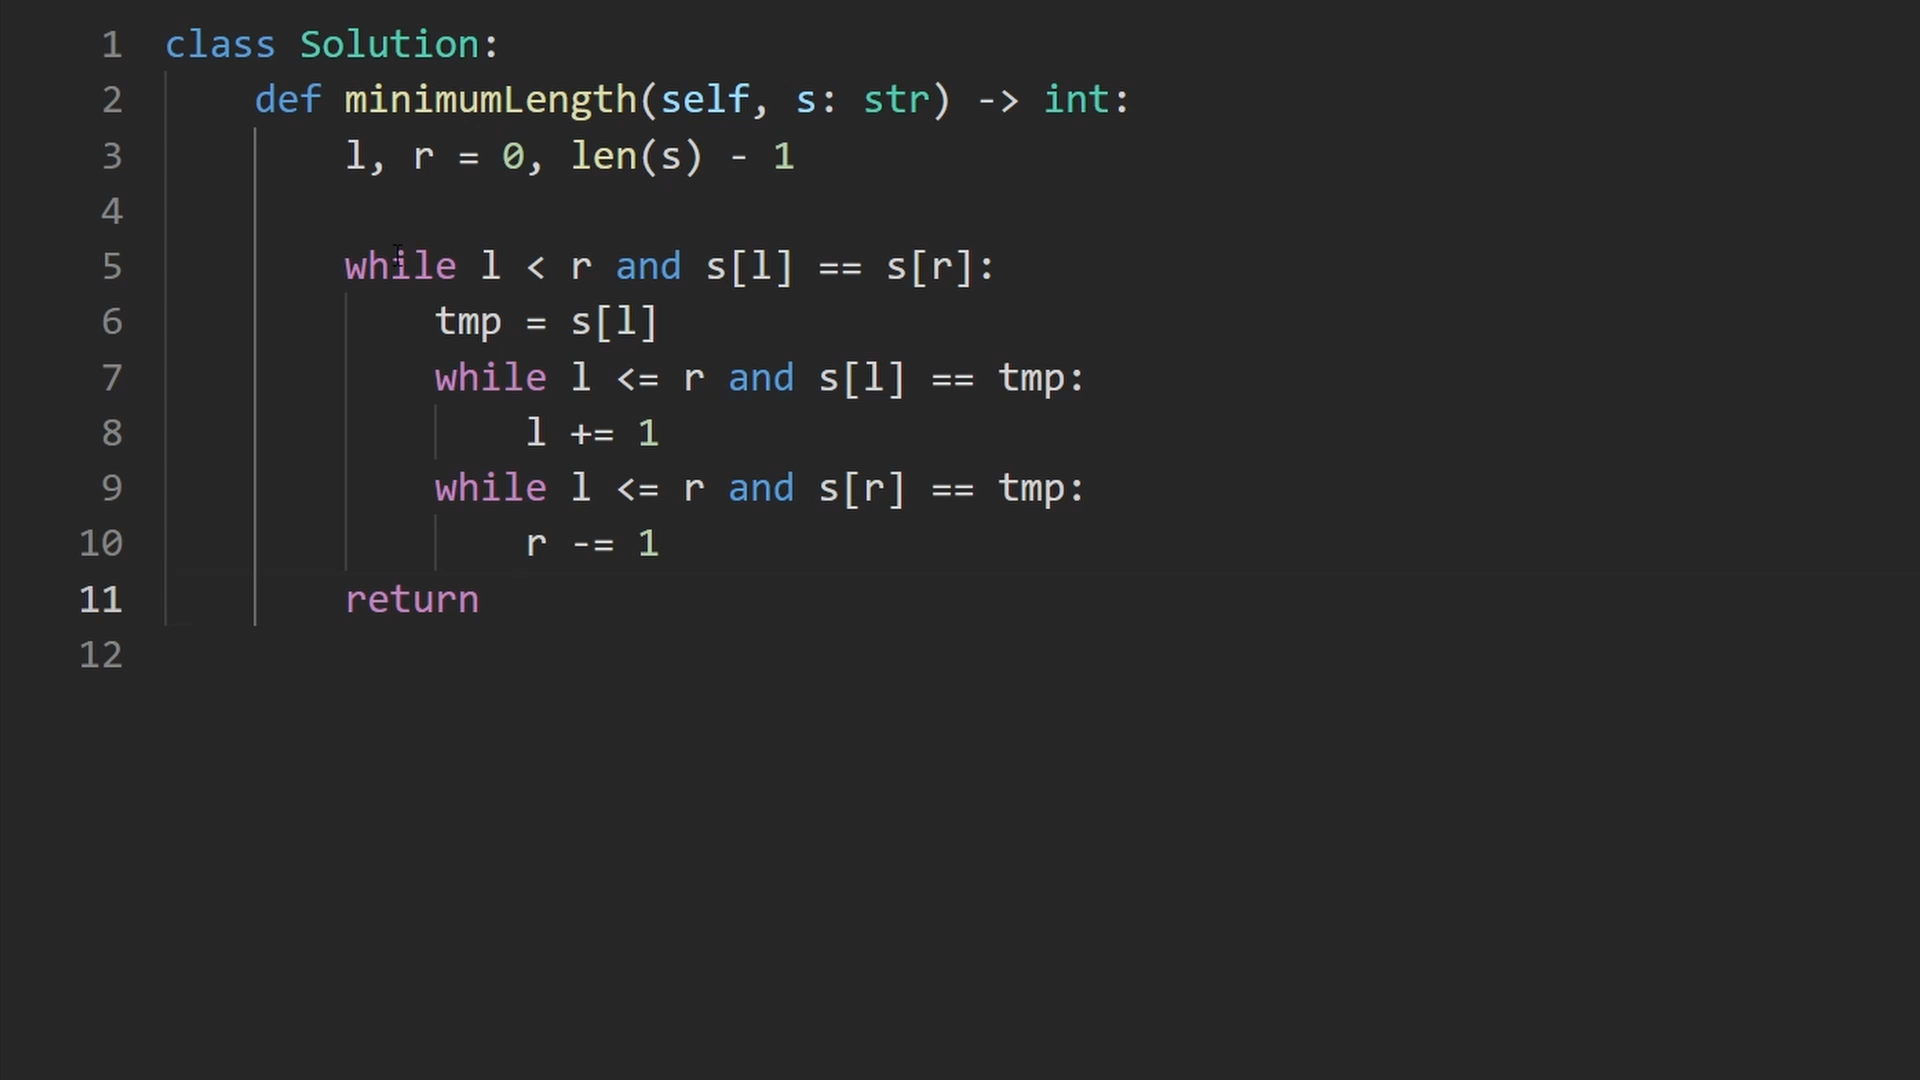 1 class Solution:
2     def minimumLength(self, s: str) -> int:
3         l, r = 0, len(s) - 1
4
5         while l < r and s[l] == s[r]:
6             tmp = s[l]
7             while l <= r and s[l] == tmp:
8                 l += 1
9             while l <= r and s[r] == tmp:
10                 r -= 1
11         return
12